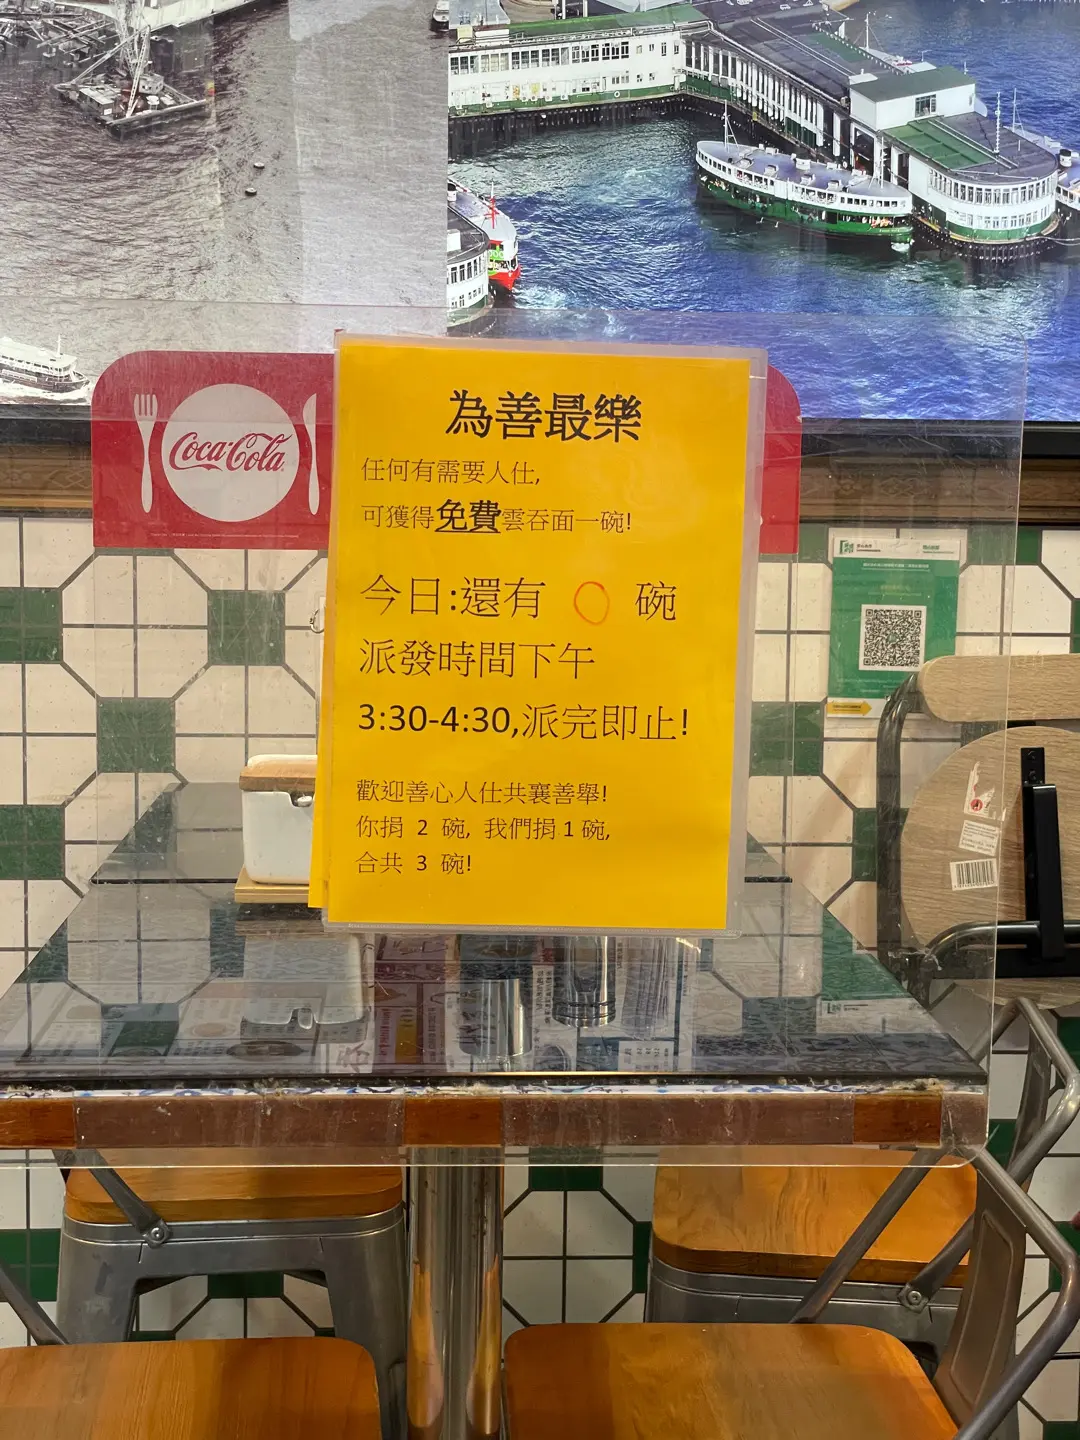 為善最樂
任何有需要人仕,
可獲得免費雲吞面一碗!
今日:還有 0 碗
派發時間下午
3:30-4:30,派完即止!
歡迎善心人仕共襄善舉!
你捐 2 碗, 我們捐 1 碗,
合共 3 碗!
Coca-Cola